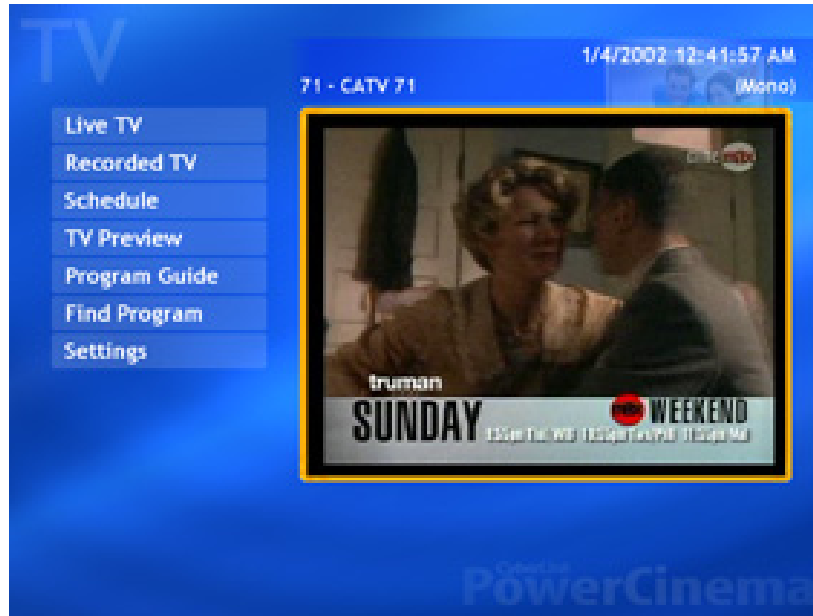 TV
1/4/2002 12:41:57 AM
71 - CATV 71
(Mono)
Live TV
Recorded TV
Schedule
TV Preview
Program Guide
Find Program
Settings
truman
SUNDAY
WEEKEND
CyberLink
PowerCinema